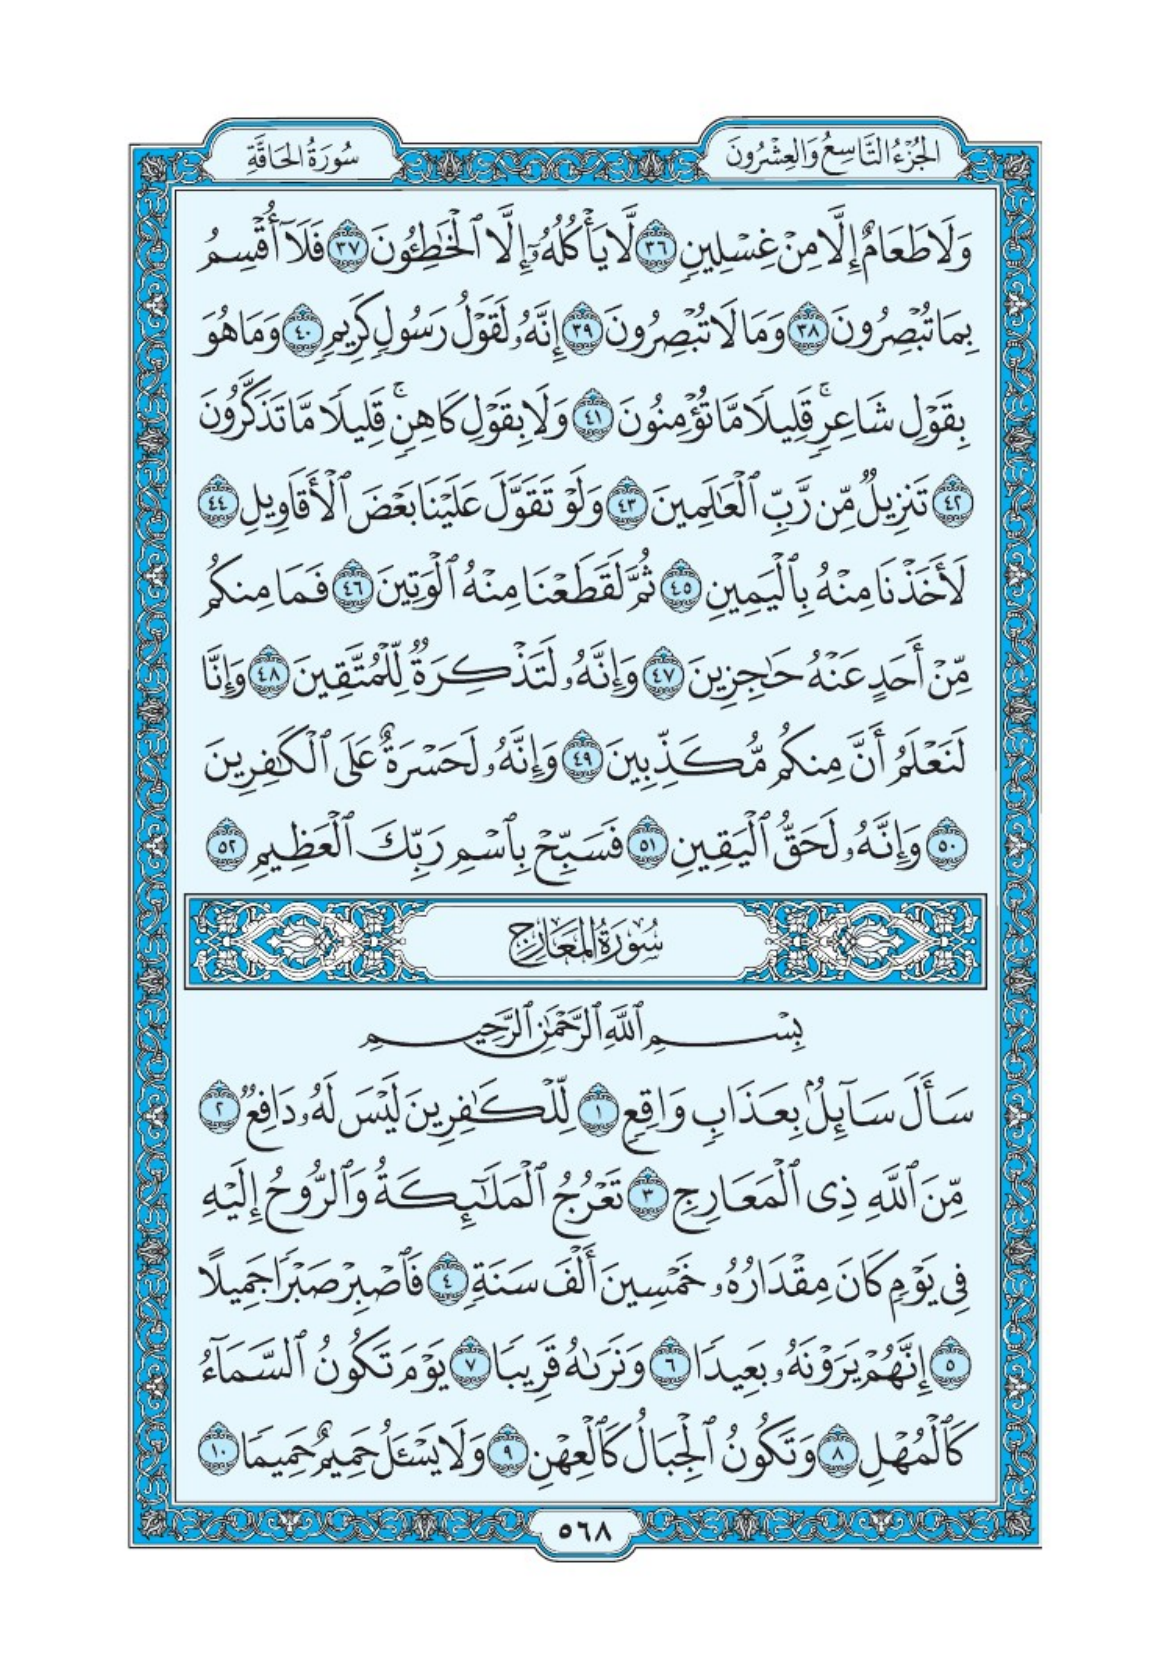 الجُزْءُ التَّاسِعُ وَالعِشْرُونَ
سُورَةُ الحَاقَّةِ
وَلَا طَعَامٌ إِلَّا مِنْ غِسْلِينٍ ٣٦ لَّا يَأْكُلُهُۥٓ إِلَّا ٱلْخَٰطِـُٔونَ ٣٧ فَلَآ أُقْسِمُ
بِمَا تُبْصِرُونَ ٣٨ وَمَا لَا تُبْصِرُونَ ٣٩ إِنَّهُۥ لَقَوْلُ رَسُولٍ كَرِيمٍ ٤٠ وَمَا هُوَ
بِقَوْلِ شَاعِرٍ ۚ قَلِيلًا مَّا تُؤْمِنُونَ ٤١ وَلَا بِقَوْلِ كَاهِنٍ ۚ قَلِيلًا مَّا تَذَكَّرُونَ
٤٢ تَنزِيلٌ مِّن رَّبِّ ٱلْعَٰلَمِينَ ٤٣ وَلَوْ تَقَوَّلَ عَلَيْنَا بَعْضَ ٱلْأَقَاوِيلِ ٤٤
لَأَخَذْنَا مِنْهُ بِٱلْيَمِينِ ٤٥ ثُمَّ لَقَطَعْنَا مِنْهُ ٱلْوَتِينَ ٤٦ فَمَا مِنكُم
مِّنْ أَحَدٍ عَنْهُ حَٰجِزِينَ ٤٧ وَإِنَّهُۥ لَتَذْكِرَةٌ لِّلْمُتَّقِينَ ٤٨ وَإِنَّا
لَنَعْلَمُ أَنَّ مِنكُم مُّكَذِّبِينَ ٤٩ وَإِنَّهُۥ لَحَسْرَةٌ عَلَى ٱلْكَٰفِرِينَ
٥٠ وَإِنَّهُۥ لَحَقُّ ٱلْيَقِينِ ٥١ فَسَبِّحْ بِٱسْمِ رَبِّكَ ٱلْعَظِيمِ ٥٢
سُورَةُ المَعَارِجِ
بِسْمِ ٱللَّهِ ٱلرَّحْمَٰنِ ٱلرَّحِيمِ
سَأَلَ سَآئِلٌۢ بِعَذَابٍ وَاقِعٍ ١ لِّلْكَٰفِرِينَ لَيْسَ لَهُۥ دَافِعٌ ٢
مِّنَ ٱللَّهِ ذِى ٱلْمَعَارِجِ ٣ تَعْرُجُ ٱلْمَلَٰٓئِكَةُ وَٱلرُّوحُ إِلَيْهِ
فِى يَوْمٍ كَانَ مِقْدَارُهُۥ خَمْسِينَ أَلْفَ سَنَةٍ ٤ فَٱصْبِرْ صَبْرًا جَمِيلًا
٥ إِنَّهُمْ يَرَوْنَهُۥ بَعِيدًا ٦ وَنَرَىٰهُ قَرِيبًا ٧ يَوْمَ تَكُونُ ٱلسَّمَآءُ
كَٱلْمُهْلِ ٨ وَتَكُونُ ٱلْجِبَالُ كَٱلْعِهْنِ ٩ وَلَا يَسْـَٔلُ حَمِيمٌ حَمِيمًا ١٠
٥٦٨